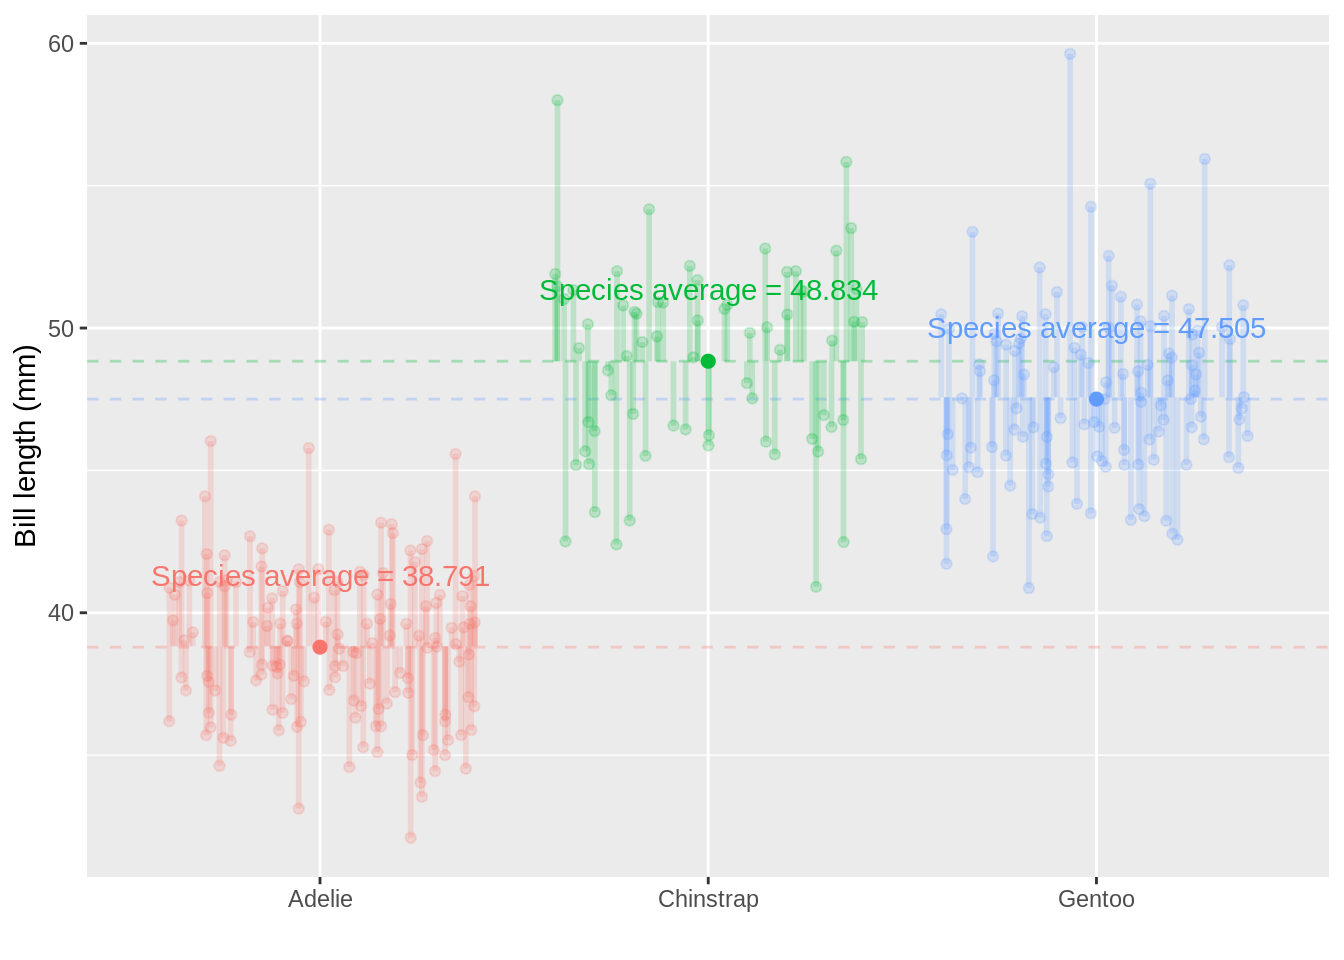 60
50
40
Bill length (mm)
Species average = 48.834
Species average = 47.505
Species average = 38.791
Adelie
Chinstrap
Gentoo